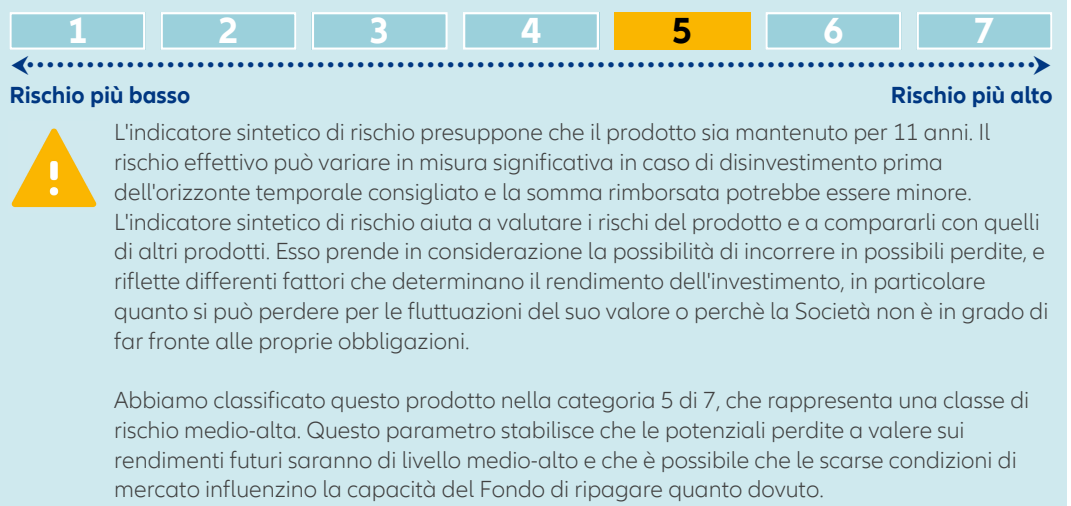 1 2 3 4 5 6 7
Rischio più basso Rischio più alto
L'indicatore sintetico di rischio presuppone che il prodotto sia mantenuto per 11 anni. Il
rischio effettivo può variare in misura significativa in caso di disinvestimento prima
dell'orizzonte temporale consigliato e la somma rimborsata potrebbe essere minore.
L'indicatore sintetico di rischio aiuta a valutare i rischi del prodotto e a compararli con quelli
di altri prodotti. Esso prende in considerazione la possibilità di incorrere in possibili perdite, e
riflette differenti fattori che determinano il rendimento dell'investimento, in particolare
quanto si può perdere per le fluttuazioni del suo valore o perchè la Società non è in grado di
far fronte alle proprie obbligazioni.
Abbiamo classificato questo prodotto nella categoria 5 di 7, che rappresenta una classe di
rischio medio-alta. Questo parametro stabilisce che le potenziali perdite a valere sui
rendimenti futuri saranno di livello medio-alto e che è possibile che le scarse condizioni di
mercato influenzino la capacità del Fondo di ripagare quanto dovuto.